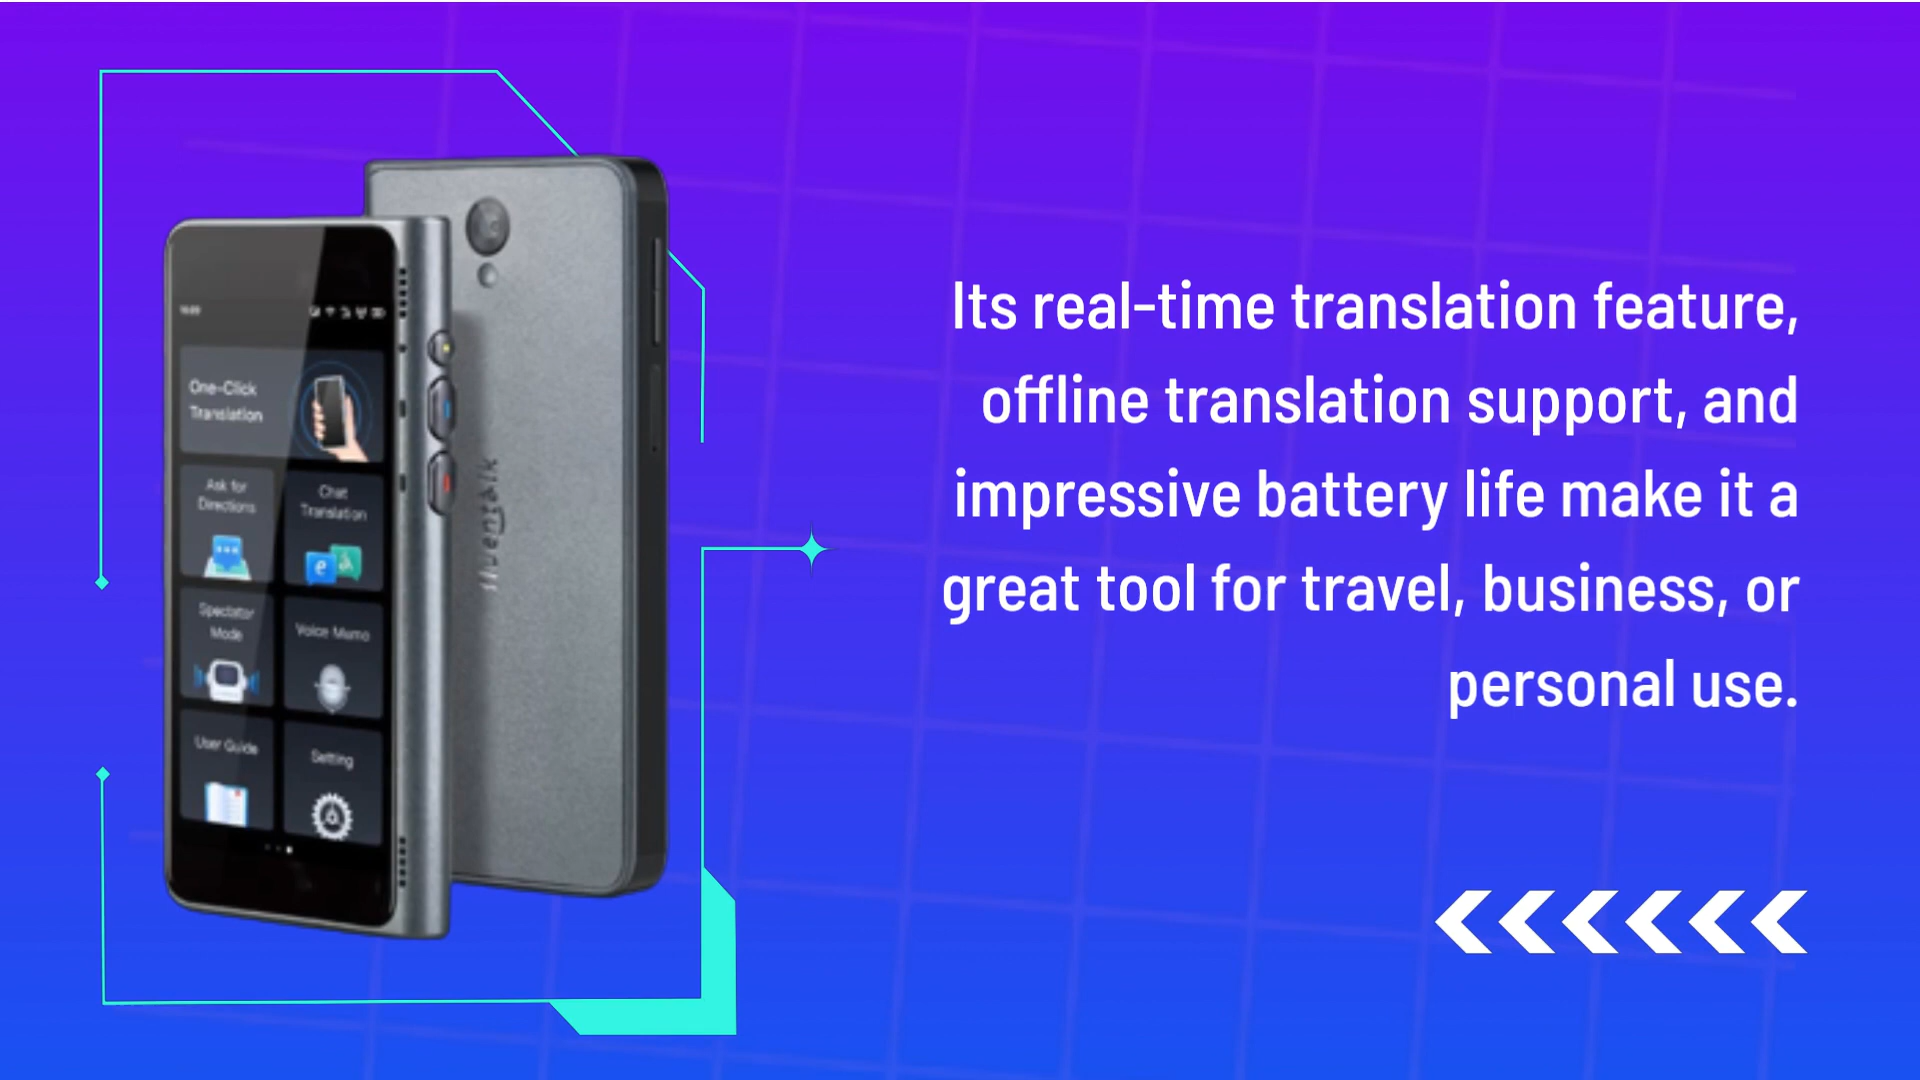 Its real-time translation feature,
offline translation support, and
impressive battery life make it a
great tool for travel, business, or
personal use.
One-Click
Translation
Ask for
Directions
Chat
Translation
Spectator
Mode
Voice Memo
User Guide
Setting
fluentalk